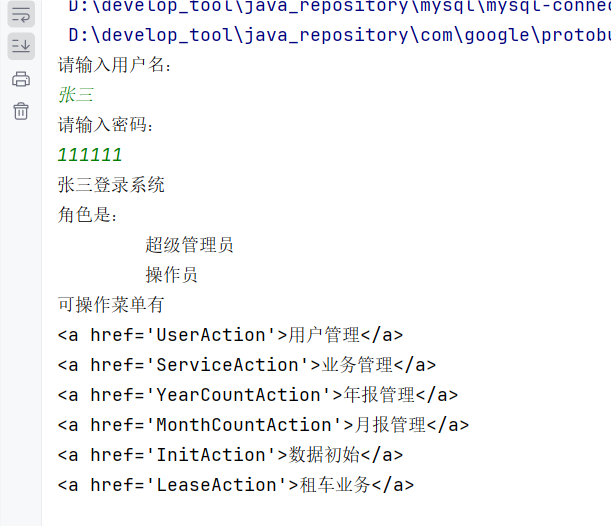 D:\develop_tool\java_repository\mysql\mysql-connec
D:\develop_tool\java_repository\com\google\protobu
请输入用户名：
张三
请输入密码：
111111
张三登录系统
角色是：
超级管理员
操作员
可操作菜单有
<a href='UserAction'>用户管理</a>
<a href='ServiceAction'>业务管理</a>
<a href='YearCountAction'>年报管理</a>
<a href='MonthCountAction'>月报管理</a>
<a href='InitAction'>数据初始</a>
<a href='LeaseAction'>租车业务</a>